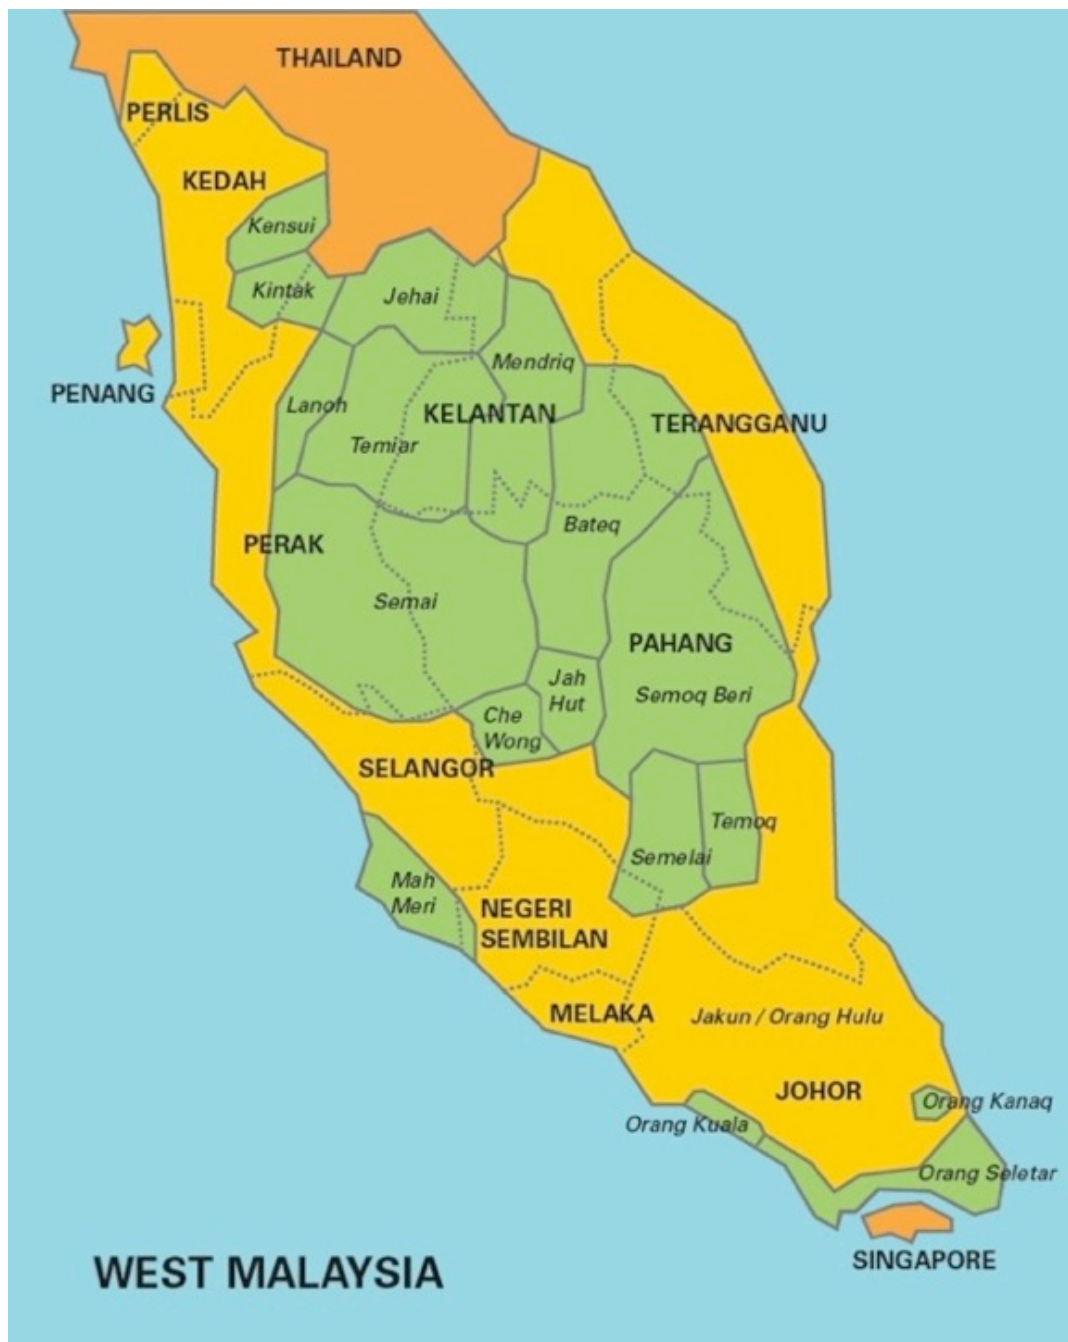 THAILAND
PERLIS
KEDAH
Kensui
Kintak
Jehai
Mendriq
PENANG
Lanoh
KELANTAN
TERANGGANU
Temiar
Bateq
PERAK
Semai
PAHANG
Jah
Hut
Semoq Beri
Che
Wong
SELANGOR
Temoq
Semelai
Mah
Meri
NEGERI
SEMBILAN
MELAKA
Jakun / Orang Hulu
JOHOR
Orang Kanaq
Orang Kuala
Orang Seletar
SINGAPORE
WEST MALAYSIA